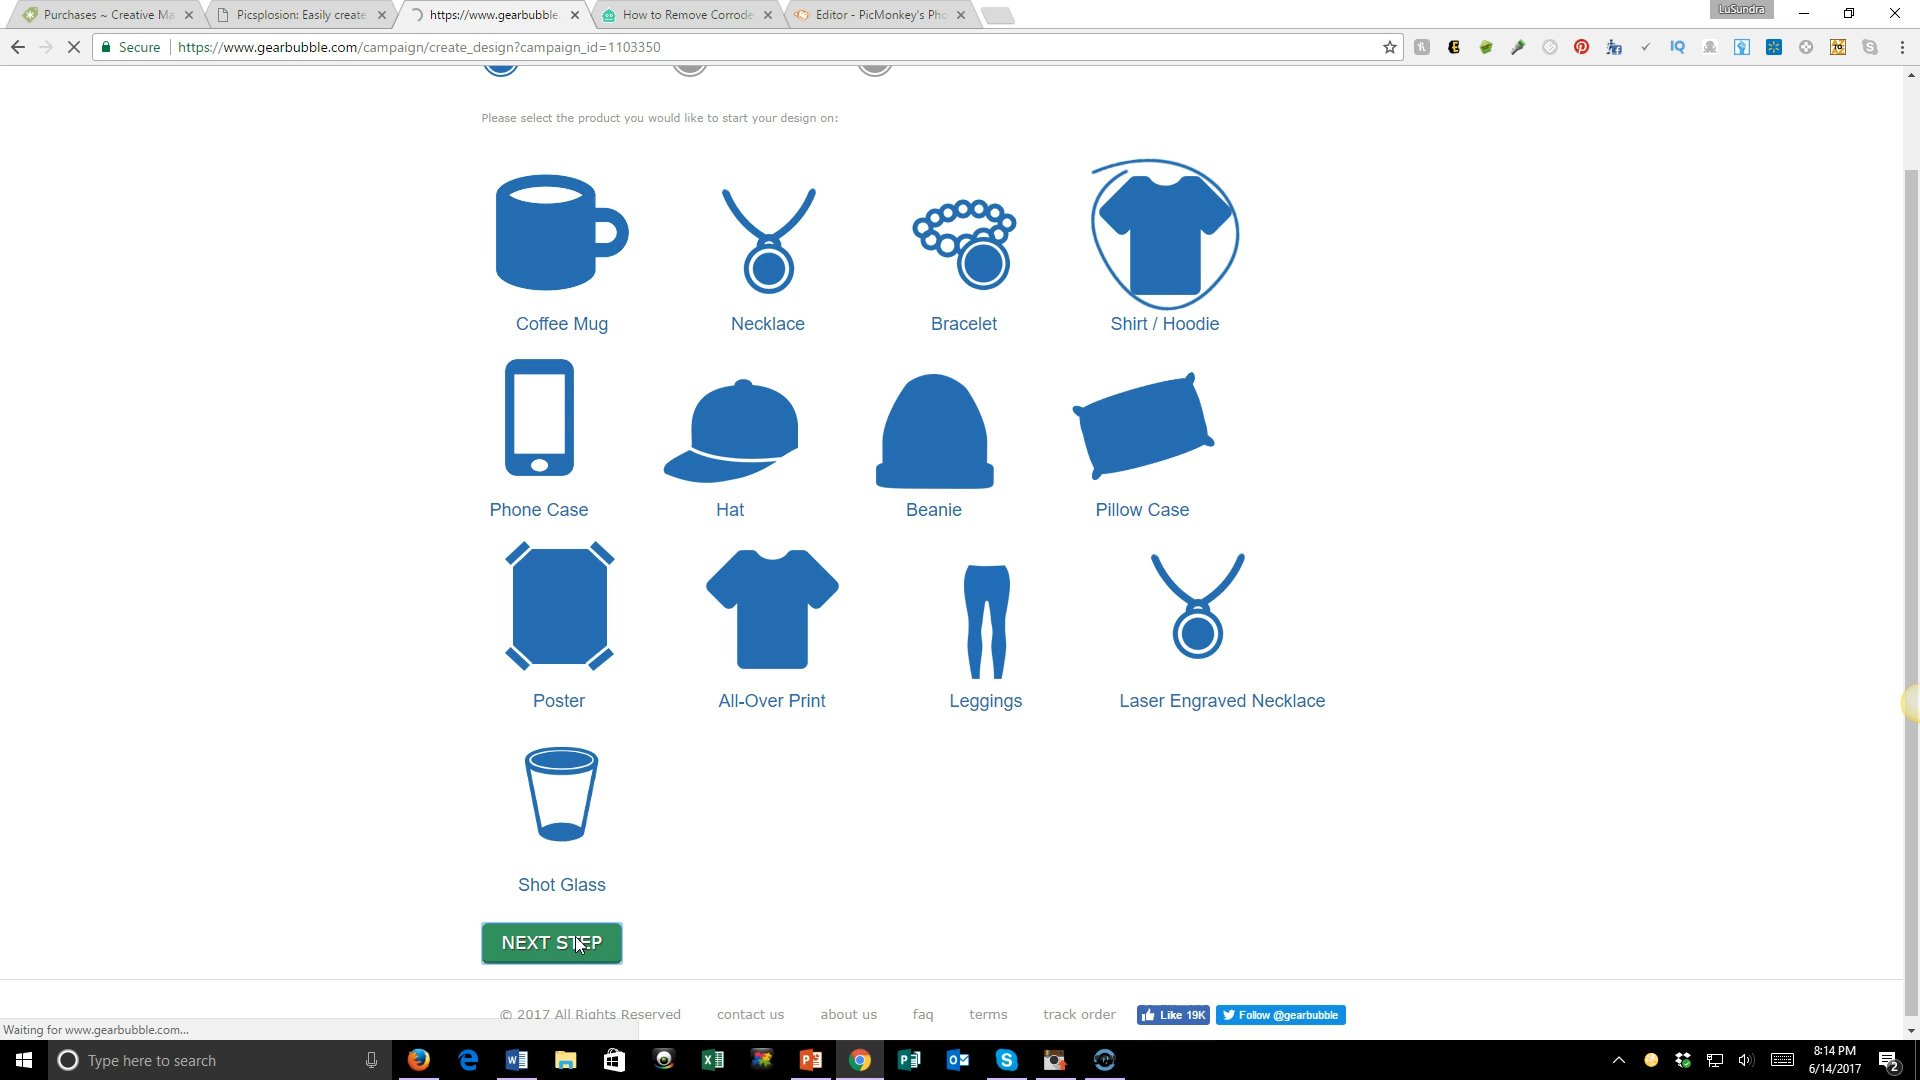 Purchases ~ Creative Ma
Picsplosion: Easily create
https://www.gearbubble.
How to Remove Corrode
Editor - PicMonkey's Pho
LuSundra
Secure
https://www.gearbubble.com/campaign/create_design?campaign_id=1103350
Please select the product you would like to start your design on:
Coffee Mug
Necklace
Bracelet
Shirt / Hoodie
Phone Case
Hat
Beanie
Pillow Case
Poster
All-Over Print
Leggings
Laser Engraved Necklace
Shot Glass
NEXT STEP
© 2017 All Rights Reserved
contact us
about us
faq
terms
track order
Like 19K
Follow @gearbubble
Waiting for www.gearbubble.com...
Type here to search
8:14 PM
6/14/2017
2